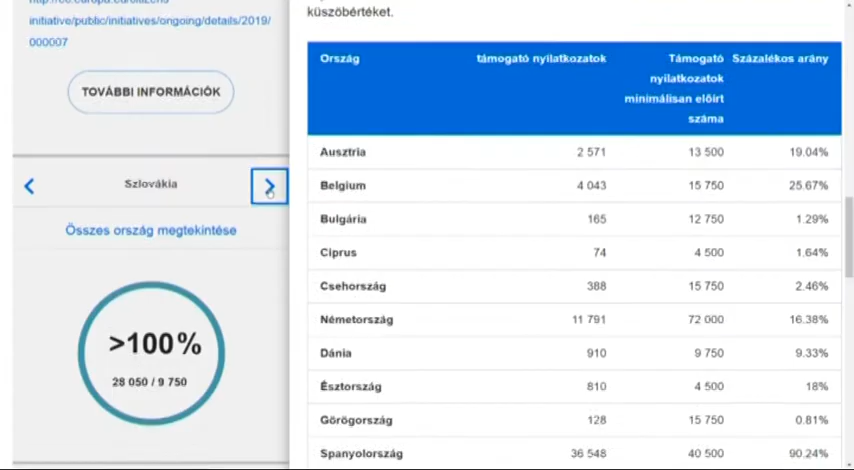 initiative/public/initiatives/ongoing/details/2019/
000007
TOVÁBBI INFORMÁCIÓK
Szlovákia
Összes ország megtekintése
>100%
28 050 / 9 750
küszöbértéket.
Ország támogató nyilatkozatok Támogató nyilatkozatok minimálisan előírt száma Százalékos arány
Ausztria 2 571 13 500 19.04%
Belgium 4 043 15 750 25.67%
Bulgária 165 12 750 1.29%
Ciprus 74 4 500 1.64%
Csehország 388 15 750 2.46%
Németország 11 791 72 000 16.38%
Dánia 910 9 750 9.33%
Észtország 810 4 500 18%
Görögország 128 15 750 0.81%
Spanyolország 36 548 40 500 90.24%